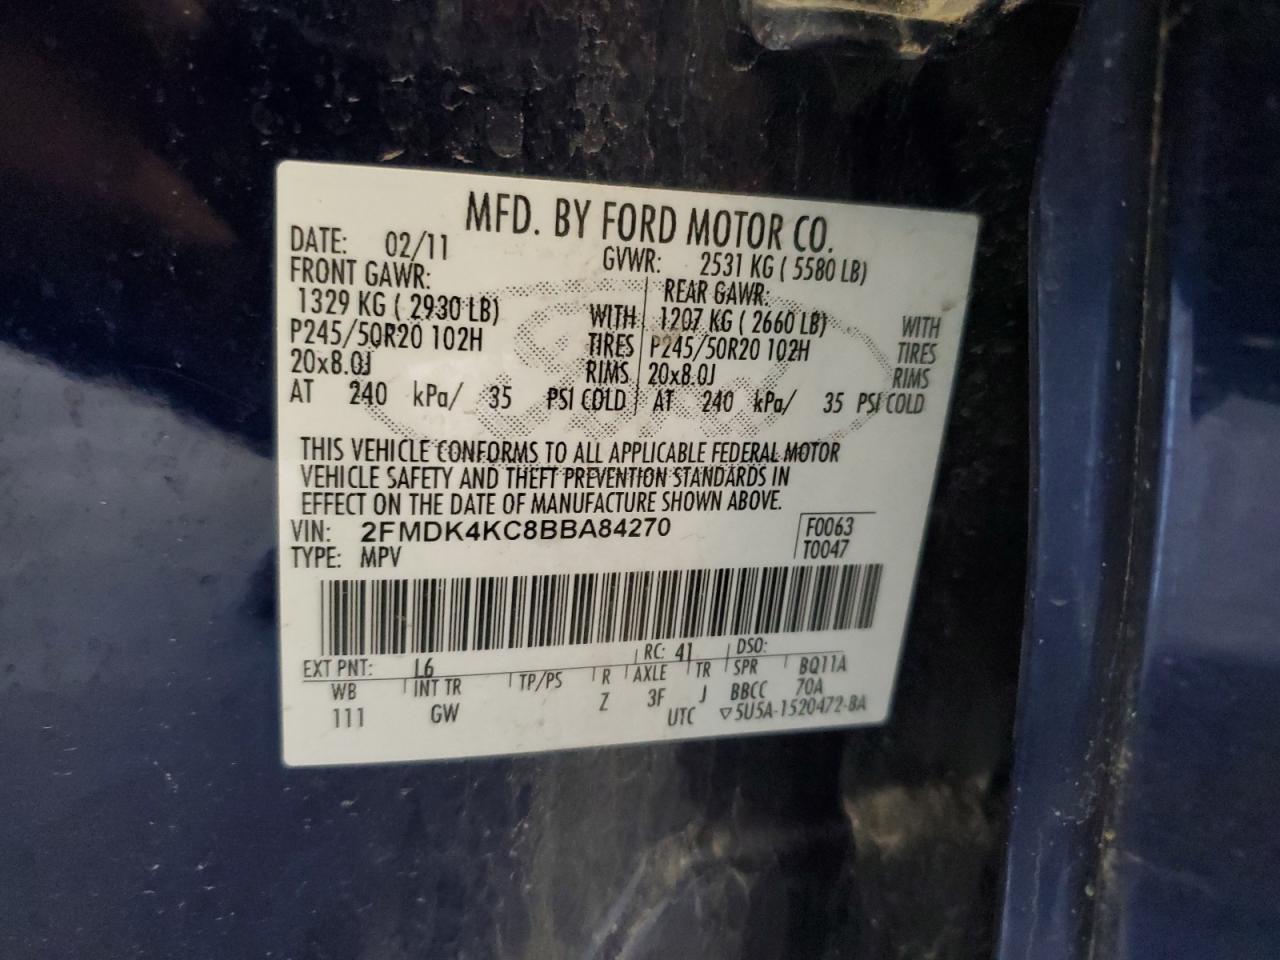 MFD. BY FORD MOTOR CO.
DATE: 02/11 GVWR: 2531 KG ( 5580 LB)
FRONT GAWR: REAR GAWR:
1329 KG ( 2930 LB) WITH 1207 KG ( 2660 LB) WITH
P245/50R20 102H TIRES P245/50R20 102H TIRES
20x8.0J RIMS 20x8.0J RIMS
AT 240 kPa/ 35 PSI COLD AT 240 kPa/ 35 PSI COLD
THIS VEHICLE CONFORMS TO ALL APPLICABLE FEDERAL MOTOR
VEHICLE SAFETY AND THEFT PREVENTION STANDARDS IN
EFFECT ON THE DATE OF MANUFACTURE SHOWN ABOVE.
VIN: 2FMDK4KC8BBA84270 F0063
TYPE: MPV T0047
EXT PNT: L6 RC: 41 DSO:
WB INT TR TP/PS R AXLE TR SPR BQ11A
111 GW Z 3F J BBCC 70A
UTC ▽5U5A-1520472-BA